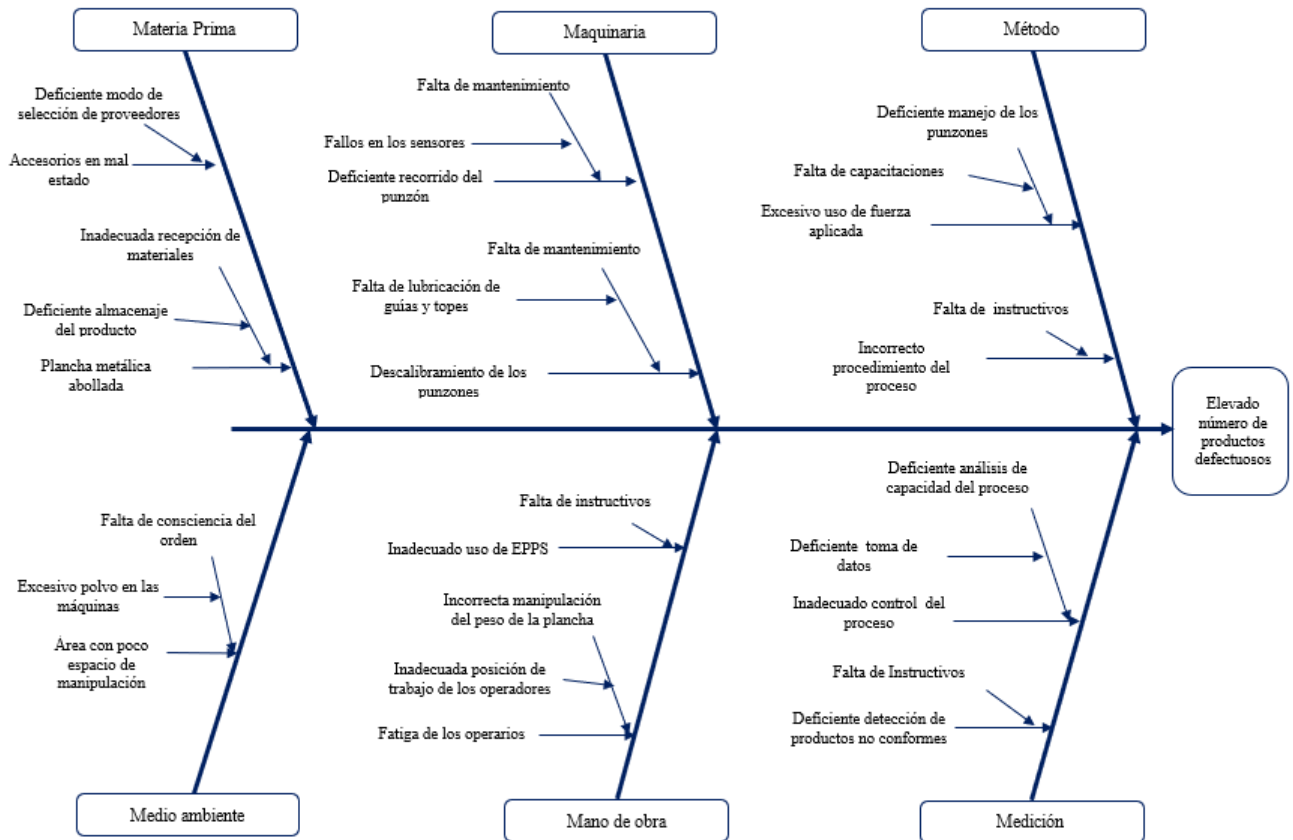 Materia Prima
Maquinaria
Método
Deficiente modo de
selección de proveedores
Accesorios en mal
estado
Inadecuada recepción de
materiales
Deficiente almacenaje
del producto
Plancha metálica
abollada
Falta de mantenimiento
Fallos en los sensores
Deficiente recorrido del
punzón
Falta de mantenimiento
Falta de lubricación de
guías y topes
Descalibramiento de los
punzones
Deficiente manejo de los
punzones
Falta de capacitaciones
Excesivo uso de fuerza
aplicada
Falta de instructivos
Incorrecto
procedimiento del
proceso
Elevado
número de
productos
defectuosos
Falta de consciencia del
orden
Excesivo polvo en las
máquinas
Área con poco
espacio de
manipulación
Falta de instructivos
Inadecuado uso de EPPS
Incorrecta manipulación
del peso de la plancha
Inadecuada posición de
trabajo de los operadores
Fatiga de los operarios
Deficiente análisis de
capacidad del proceso
Deficiente toma de
datos
Inadecuado control del
proceso
Falta de Instructivos
Deficiente detección de
productos no conformes
Medio ambiente
Mano de obra
Medición